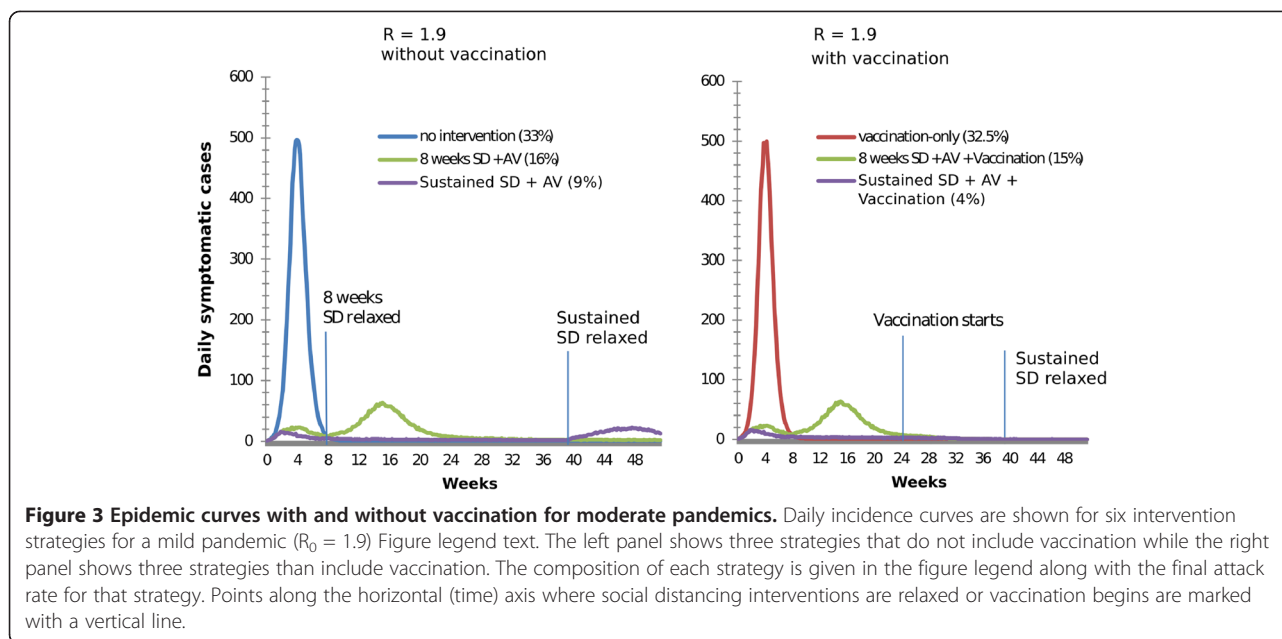 R = 1.9
without vaccination
600
500
400
300
200
100
0
Daily symptomatic cases
no intervention (33%)
8 weeks SD +AV (16%)
Sustained SD + AV (9%)
8 weeks
SD relaxed
Sustained
SD relaxed
0 4 8 12 16 20 24 28 32 36 40 44 48
Weeks
R = 1.9
with vaccination
600
500
400
300
200
100
0
vaccination-only (32.5%)
8 weeks SD +AV +Vaccination (15%)
Sustained SD + AV +
Vaccination (4%)
Vaccination starts
Sustained
SD relaxed
0 4 8 12 16 20 24 28 32 36 40 44 48
Weeks
Figure 3 Epidemic curves with and without vaccination for moderate pandemics. Daily incidence curves are shown for six intervention
strategies for a mild pandemic (R₀ = 1.9) Figure legend text. The left panel shows three strategies that do not include vaccination while the right
panel shows three strategies than include vaccination. The composition of each strategy is given in the figure legend along with the final attack
rate for that strategy. Points along the horizontal (time) axis where social distancing interventions are relaxed or vaccination begins are marked
with a vertical line.